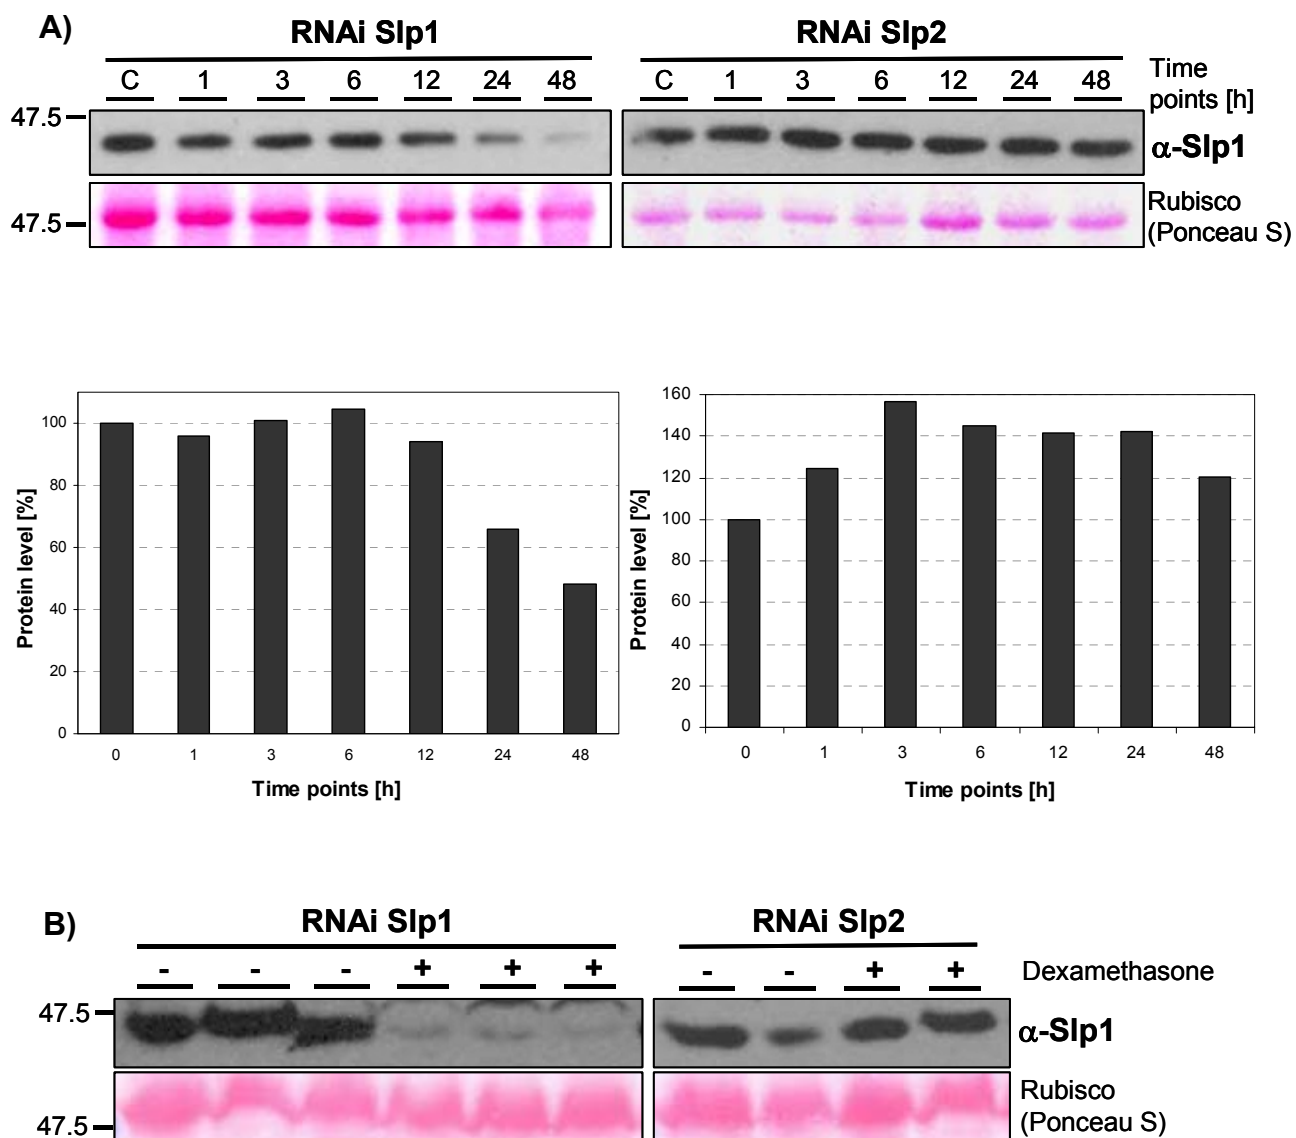 A)
RNAi Slp1
RNAi Slp2
C 1 3 6 12 24 48
C 1 3 6 12 24 48
Time
points [h]
47.5
α-Slp1
47.5
Rubisco
(Ponceau S)
100
80
60
40
20
0
Protein level [%]
0 1 3 6 12 24 48
Time points [h]
160
140
120
100
80
60
40
20
0
Protein level [%]
0 1 3 6 12 24 48
Time points [h]
B)
RNAi Slp1
RNAi Slp2
- - - + + +
- - + +
Dexamethasone
47.5
α-Slp1
47.5
Rubisco
(Ponceau S)